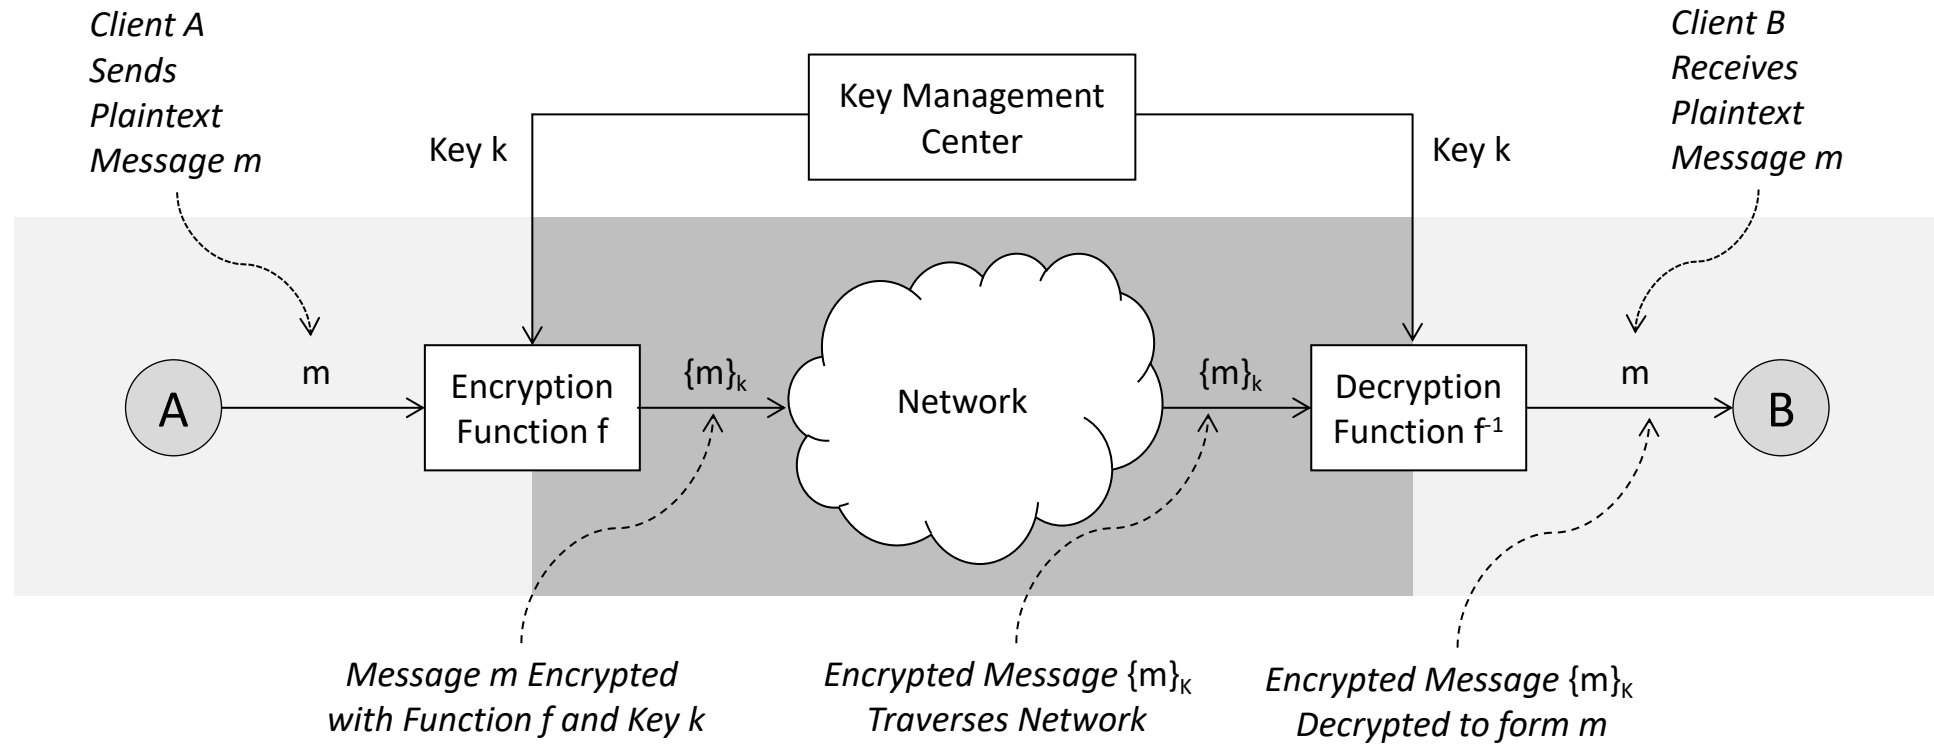 Client A
Sends
Plaintext
Message m
Key Management
Center
Client B
Receives
Plaintext
Message m
Key k
Key k
A
m
Encryption
Function f
{m}k
Network
{m}k
Decryption
Function f-1
m
B
Message m Encrypted
with Function f and Key k
Encrypted Message {m}K
Traverses Network
Encrypted Message {m}K
Decrypted to form m